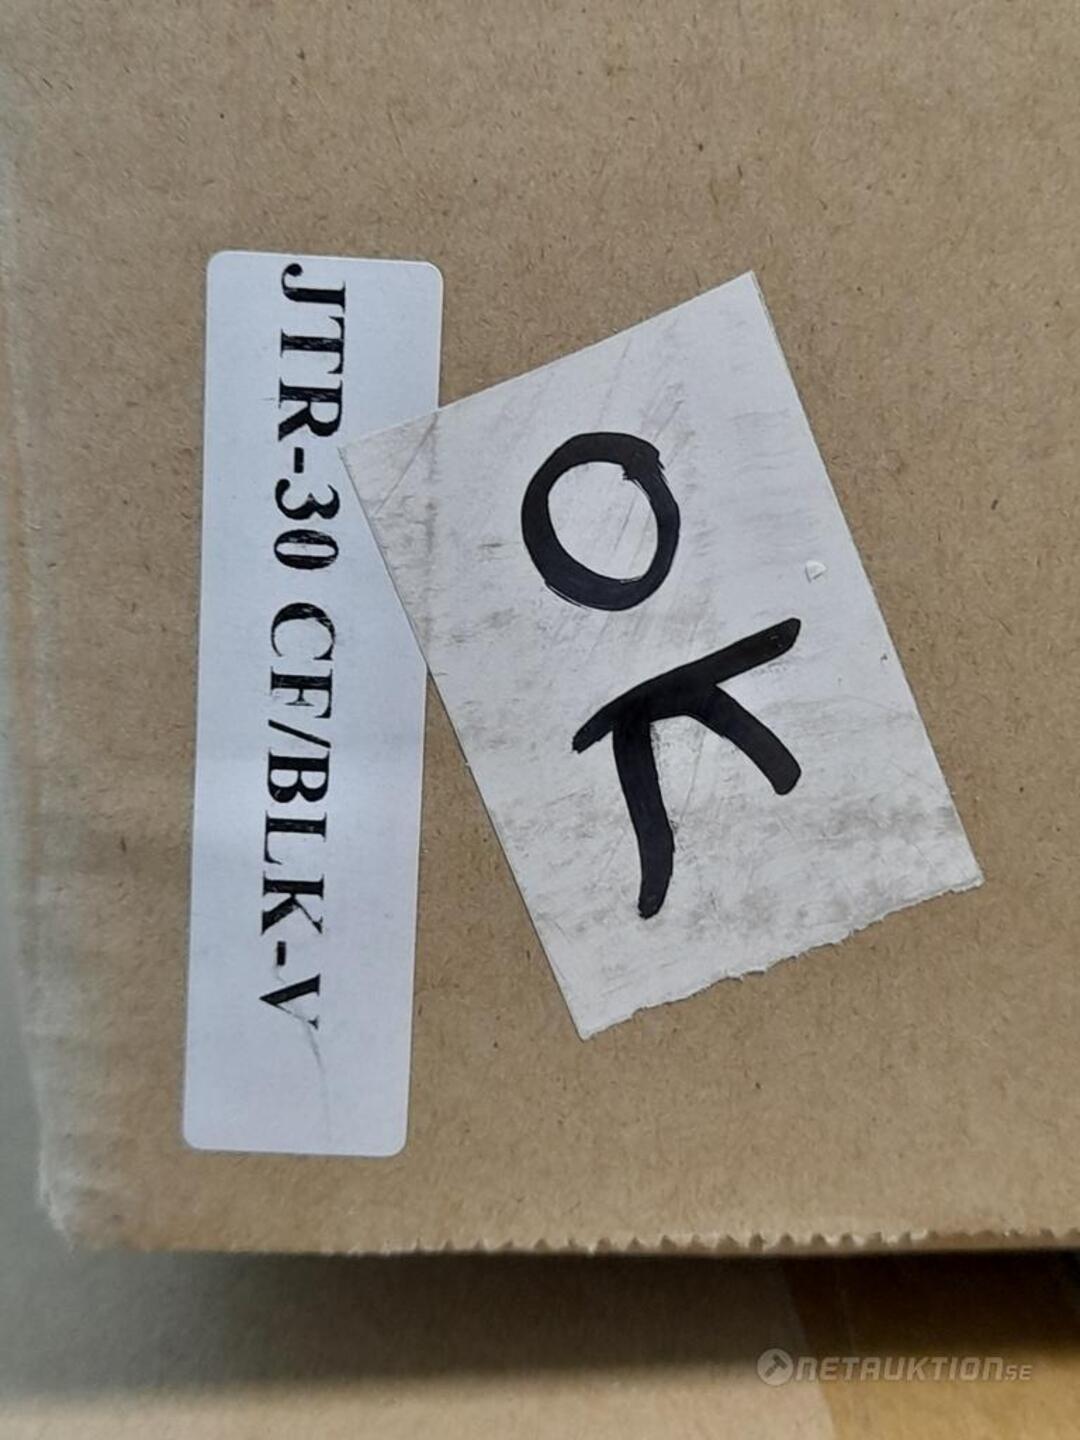 JTR-30 CF/BLK-V
OK
NETAUKTION.SE